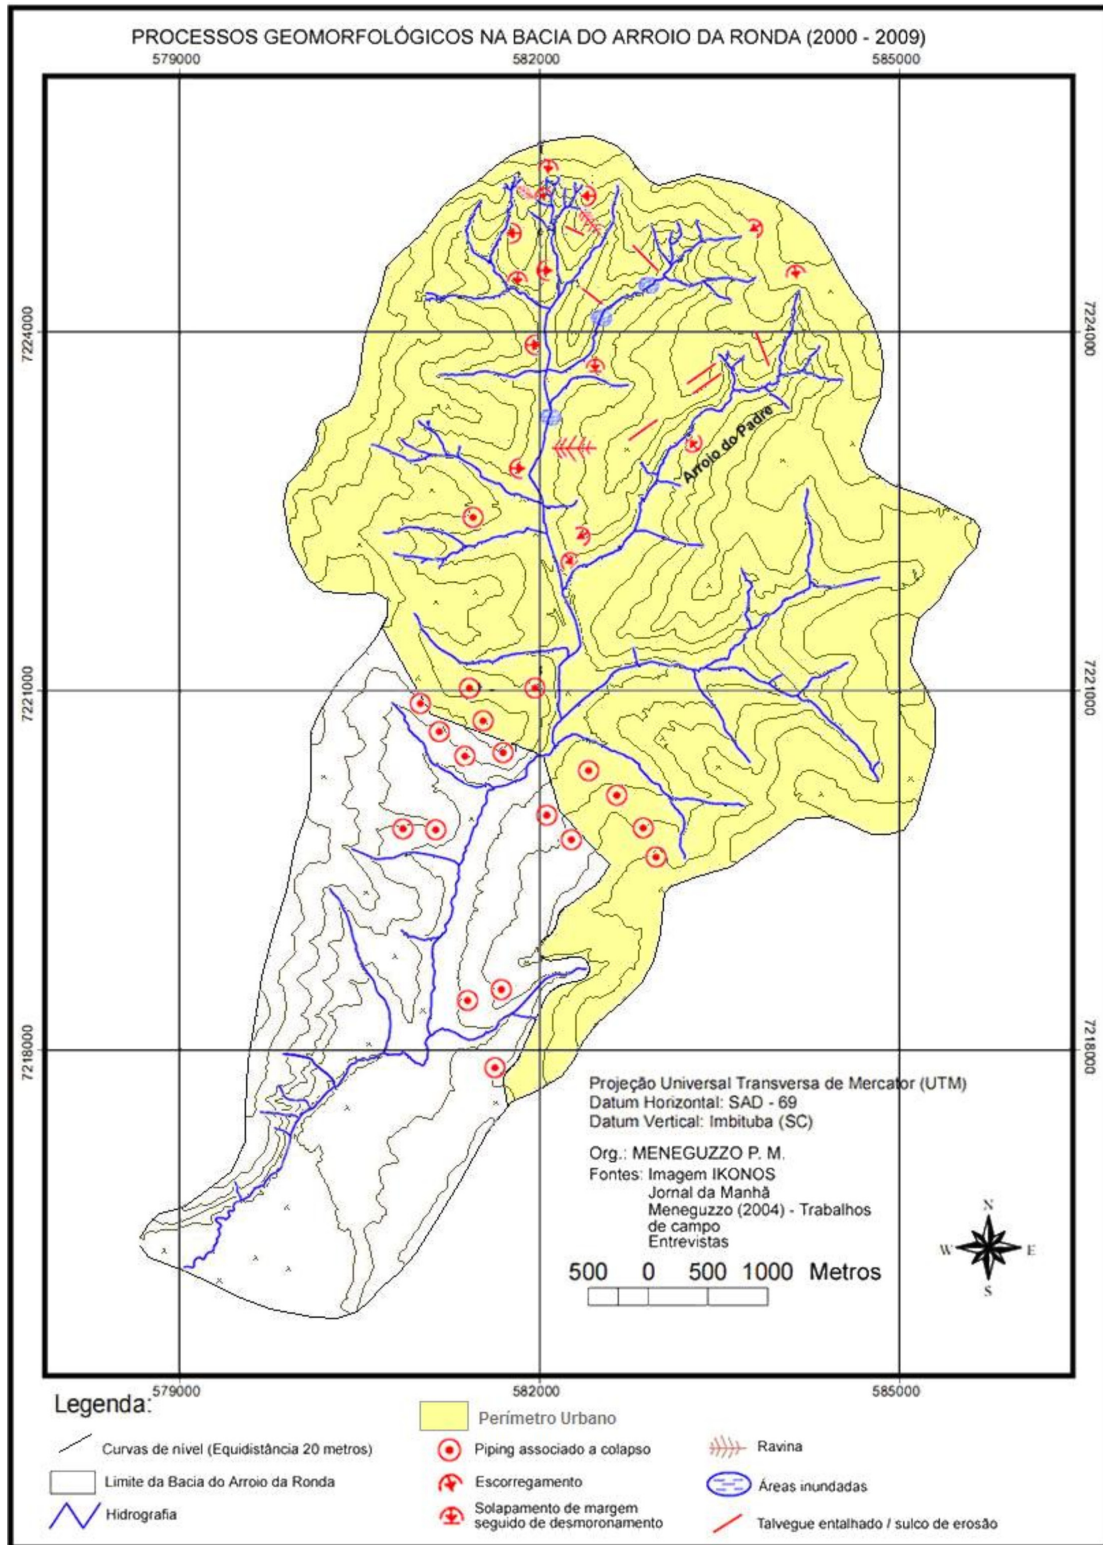 PROCESSOS GEOMORFOLÓGICOS NA BACIA DO ARROIO DA RONDA (2000 - 2009)
579000 582000 585000
7224000 7224000
Arroio do Padre
7221000 7221000
7218000 7218000
Projeção Universal Transversa de Mercator (UTM)
Datum Horizontal: SAD - 69
Datum Vertical: Imbituba (SC)
Org.: MENEGUZZO P. M.
Fontes: Imagem IKONOS
Jornal da Manhã
Meneguzzo (2004) - Trabalhos
de campo
Entrevistas
N
W E
S
500 0 500 1000 Metros
579000 582000 585000
Legenda:
Curvas de nível (Equidistância 20 metros)
Limite da Bacia do Arroio da Ronda
Hidrografia
Perímetro Urbano
Piping associado a colapso
Escorregamento
Solapamento de margem
seguido de desmoronamento
Ravina
Áreas inundadas
Talvegue entalhado / sulco de erosão